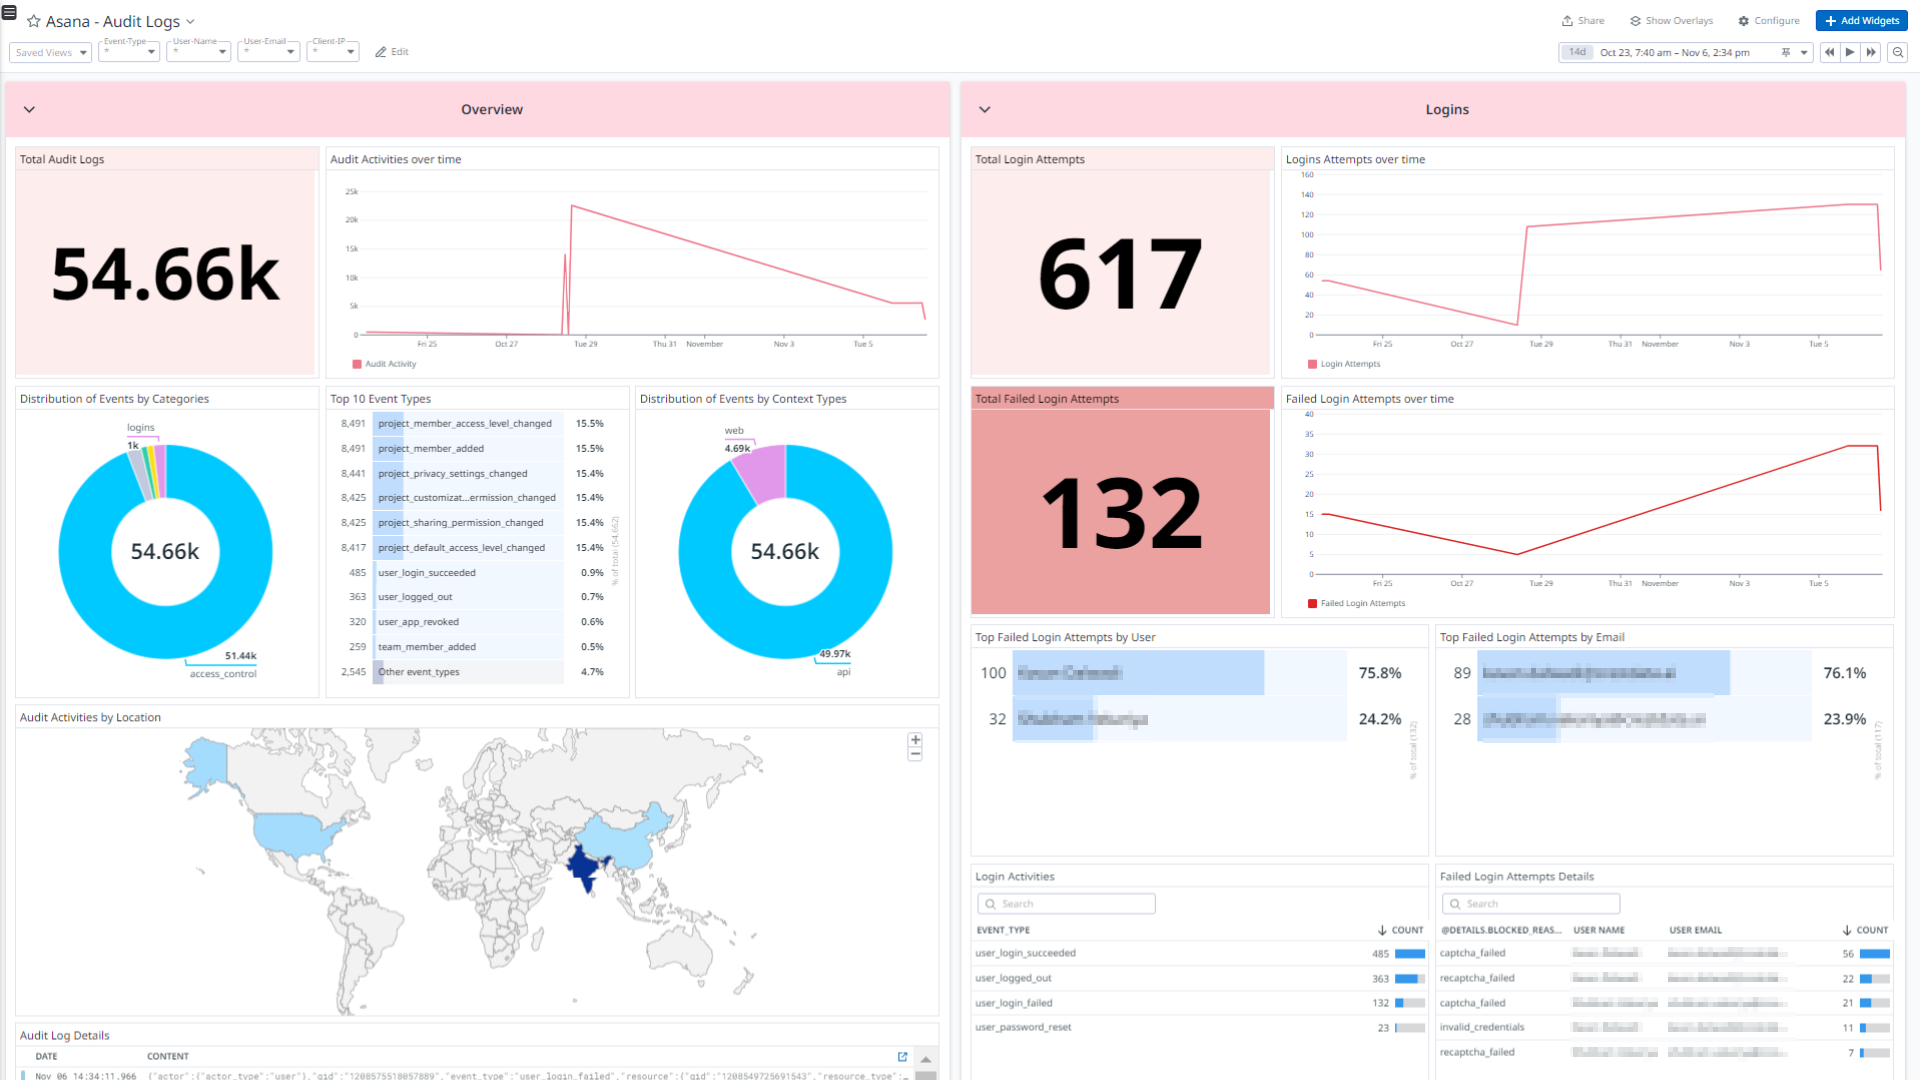 Asana - Audit Logs
Share
Show Overlays
Configure
Add Widgets
Saved Views
Event-Type
*
User-Name
*
User-Email
*
Client-IP
*
Edit
14d
Oct 23, 7:40 am – Nov 6, 2:34 pm
Overview
Total Audit Logs
54.66k
Audit Activities over time
25k
20k
15k
10k
5k
0
Fri 25
Oct 27
Tue 29
Thu 31
November
Nov 3
Tue 5
Audit Activity
Distribution of Events by Categories
logins
1k
54.66k
51.44k
access_control
Top 10 Event Types
8,491 project_member_access_level_changed 15.5%
8,491 project_member_added 15.5%
8,441 project_privacy_settings_changed 15.4%
8,425 project_customizat...ermission_changed 15.4%
8,425 project_sharing_permission_changed 15.4%
8,417 project_default_access_level_changed 15.4%
485 user_login_succeeded 0.9%
363 user_logged_out 0.7%
320 user_app_revoked 0.6%
259 team_member_added 0.5%
2,545 Other event_types 4.7%
% of total (54,662)
Distribution of Events by Context Types
web
4.69k
54.66k
49.97k
api
Audit Activities by Location
+
−
Audit Log Details
DATE CONTENT
Nov 06 14:34:11.966 {"actor":{"actor_type":"user"},"gid":"1208575518057889","event_type":"user_login_failed","resource":{"gid":"1208549725691543","resource_type":…
Logins
Total Login Attempts
617
Logins Attempts over time
160
140
120
100
80
60
40
20
0
Fri 25
Oct 27
Tue 29
Thu 31
November
Nov 3
Tue 5
Login Attempts
Total Failed Login Attempts
132
Failed Login Attempts over time
40
35
30
25
20
15
10
5
0
Fri 25
Oct 27
Tue 29
Thu 31
November
Nov 3
Tue 5
Failed Login Attempts
Top Failed Login Attempts by User
100 75.8%
32 24.2%
% of total (132)
Top Failed Login Attempts by Email
89 76.1%
28 23.9%
% of total (117)
Login Activities
Search
EVENT_TYPE COUNT
user_login_succeeded 485
user_logged_out 363
user_login_failed 132
user_password_reset 23
Failed Login Attempts Details
Search
@DETAILS.BLOCKED_REAS... USER NAME USER EMAIL COUNT
captcha_failed 56
recaptcha_failed 22
captcha_failed 21
invalid_credentials 11
recaptcha_failed 7